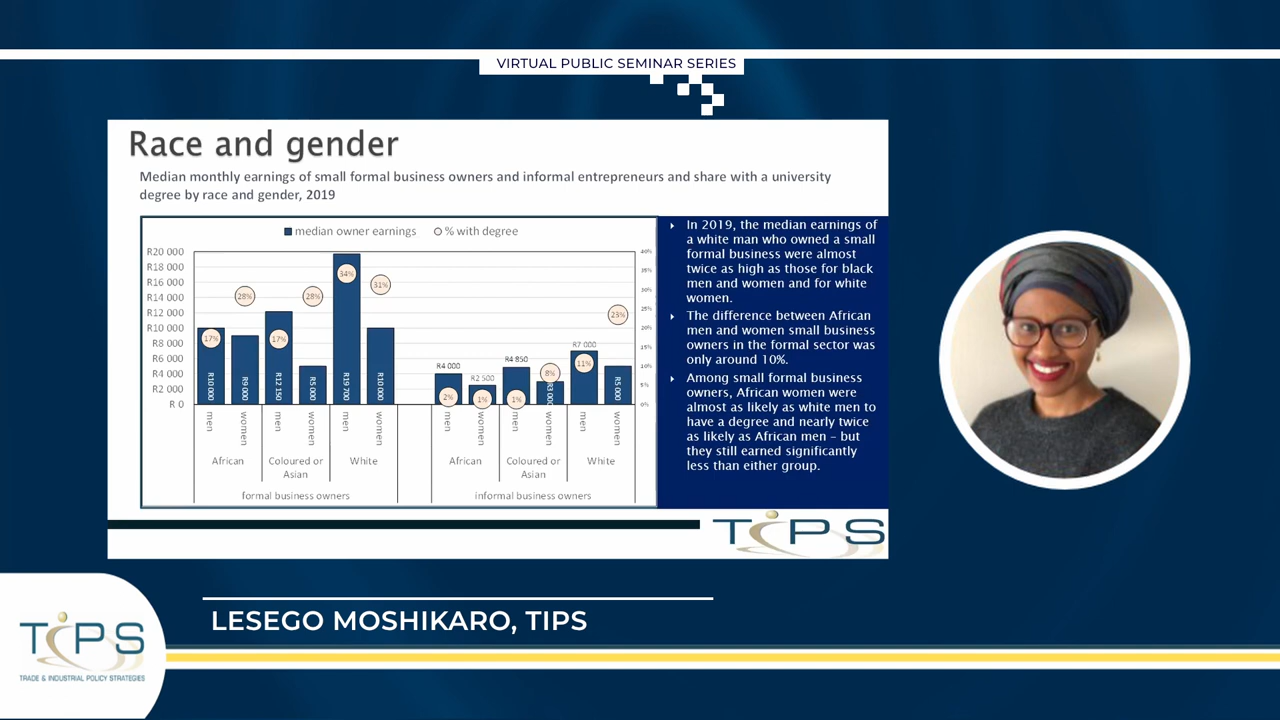 VIRTUAL PUBLIC SEMINAR SERIES
Race and gender
Median monthly earnings of small formal business owners and informal entrepreneurs and share with a university
degree by race and gender, 2019
median owner earnings
% with degree
R20 000
R18 000
R16 000
R14 000
R12 000
R10 000
R8 000
R6 000
R4 000
R2 000
R 0
40%
35%
30%
25%
20%
15%
10%
5%
0%
17%
28%
17%
28%
34%
31%
2%
1%
1%
8%
11%
23%
R10 000
R9 000
R12 150
R5 000
R19 700
R10 000
R4 000
R2 500
R4 850
R3 000
R7 000
R5 000
men
women
men
women
men
women
men
women
men
women
men
women
African
Coloured or
Asian
White
African
Coloured or
Asian
White
formal business owners
informal business owners
In 2019, the median earnings of
a white man who owned a small
formal business were almost
twice as high as those for black
men and women and for white
women.
The difference between African
men and women small business
owners in the formal sector was
only around 10%.
Among small formal business
owners, African women were
almost as likely as white men to
have a degree and nearly twice
as likely as African men – but
they still earned significantly
less than either group.
TiPS
LESEGO MOSHIKARO, TIPS
TiPS
TRADE & INDUSTRIAL POLICY STRATEGIES